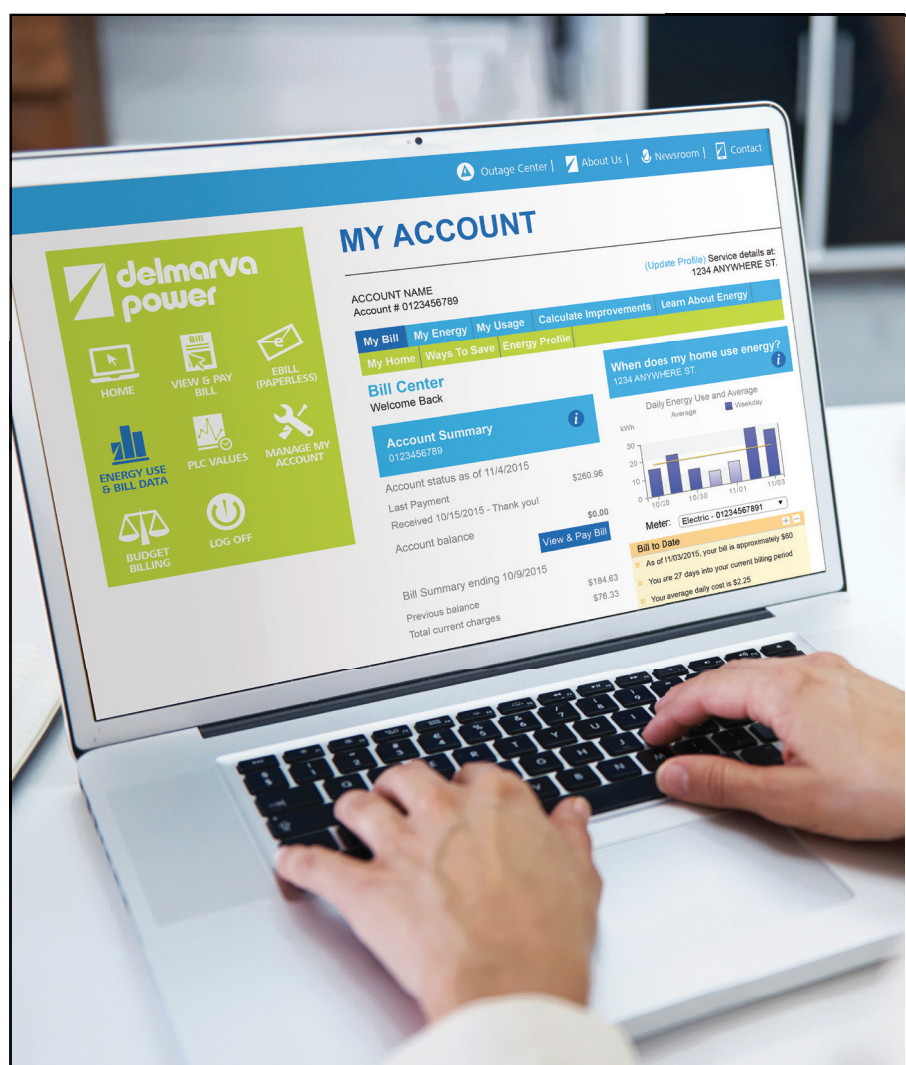 Outage Center | About Us | Newsroom | Contact
delmarva
power
HOME
Bill
VIEW & PAY
BILL
e
EBILL
(PAPERLESS)
ENERGY USE
& BILL DATA
PLC VALUES
MANAGE MY
ACCOUNT
BUDGET
BILLING
LOG OFF
MY ACCOUNT
(Update Profile) Service details at:
1234 ANYWHERE ST.
ACCOUNT NAME
Account # 0123456789
My Bill My Energy My Usage Calculate Improvements Learn About Energy
My Home Ways To Save Energy Profile
Bill Center
Welcome Back
Account Summary
0123456789
i
Account status as of 11/4/2015
Last Payment $260.96
Received 10/15/2015 - Thank you!
Account balance $0.00
View & Pay Bill
Bill Summary ending 10/9/2015
Previous balance $184.63
Total current charges $76.33
When does my home use energy?
1234 ANYWHERE ST.
i
Daily Energy Use and Average
Average Weekday
kWh
30
20
10
0
10/28 10/30 11/01 11/03
Meter: Electric - 01234567891
Bill to Date
As of 11/03/2015, your bill is approximately $60
You are 27 days into your current billing period
Your average daily cost is $2.25